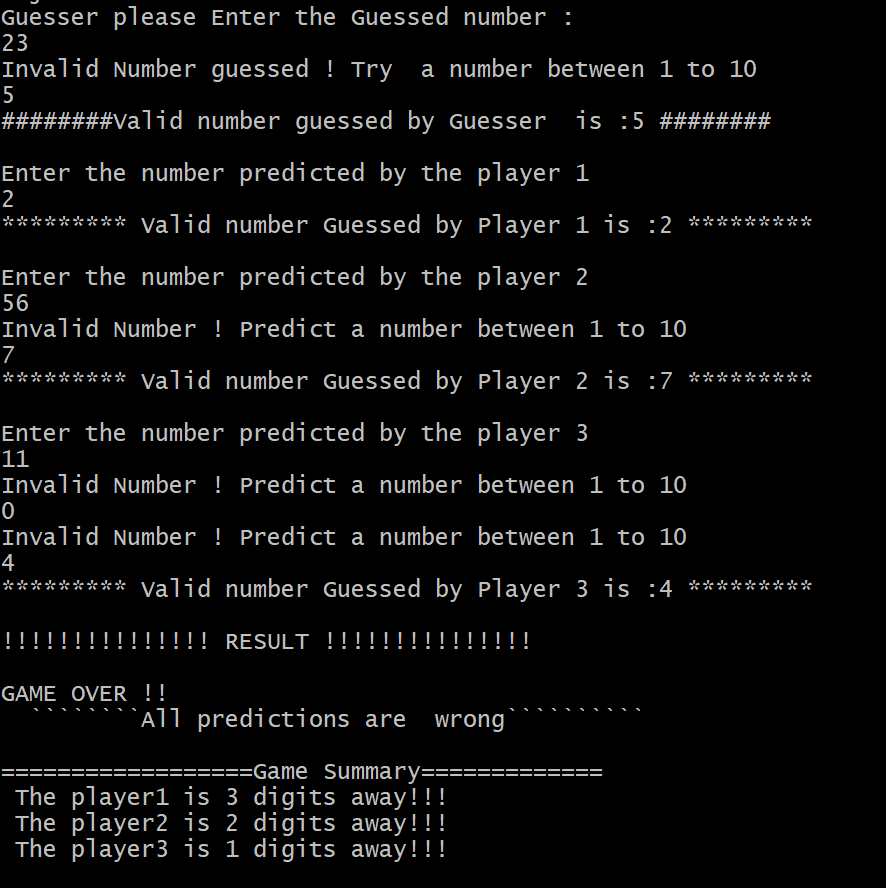 Guesser please Enter the Guessed number :
23
Invalid Number guessed ! Try  a number between 1 to 10
5
########Valid number guessed by Guesser  is :5 ########
Enter the number predicted by the player 1
2
********* Valid number Guessed by Player 1 is :2 *********
Enter the number predicted by the player 2
56
Invalid Number ! Predict a number between 1 to 10
7
********* Valid number Guessed by Player 2 is :7 *********
Enter the number predicted by the player 3
11
Invalid Number ! Predict a number between 1 to 10
0
Invalid Number ! Predict a number between 1 to 10
4
********* Valid number Guessed by Player 3 is :4 *********
!!!!!!!!!!!!!!! RESULT !!!!!!!!!!!!!!!
GAME OVER !!
  ````````All predictions are  wrong``````````
==================Game Summary=============
 The player1 is 3 digits away!!!
 The player2 is 2 digits away!!!
 The player3 is 1 digits away!!!